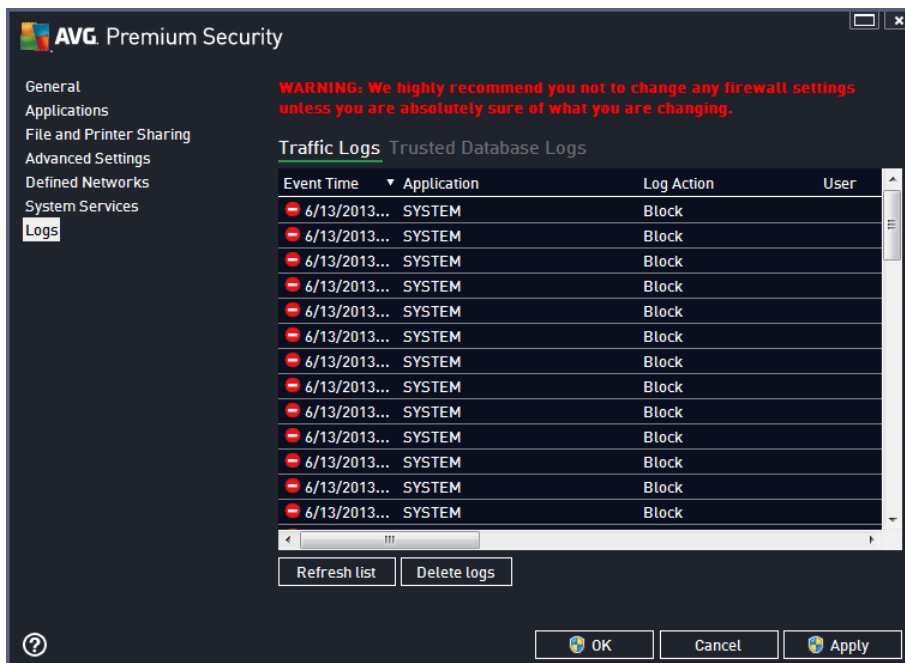 AVG. Premium Security
General
Applications
File and Printer Sharing
Advanced Settings
Defined Networks
System Services
Logs
WARNING: We highly recommend you not to change any firewall settings
unless you are absolutely sure of what you are changing.
Traffic Logs Trusted Database Logs
Event Time Application Log Action User
6/13/2013... SYSTEM Block
6/13/2013... SYSTEM Block
6/13/2013... SYSTEM Block
6/13/2013... SYSTEM Block
6/13/2013... SYSTEM Block
6/13/2013... SYSTEM Block
6/13/2013... SYSTEM Block
6/13/2013... SYSTEM Block
6/13/2013... SYSTEM Block
6/13/2013... SYSTEM Block
6/13/2013... SYSTEM Block
6/13/2013... SYSTEM Block
6/13/2013... SYSTEM Block
Refresh list Delete logs
? OK Cancel Apply